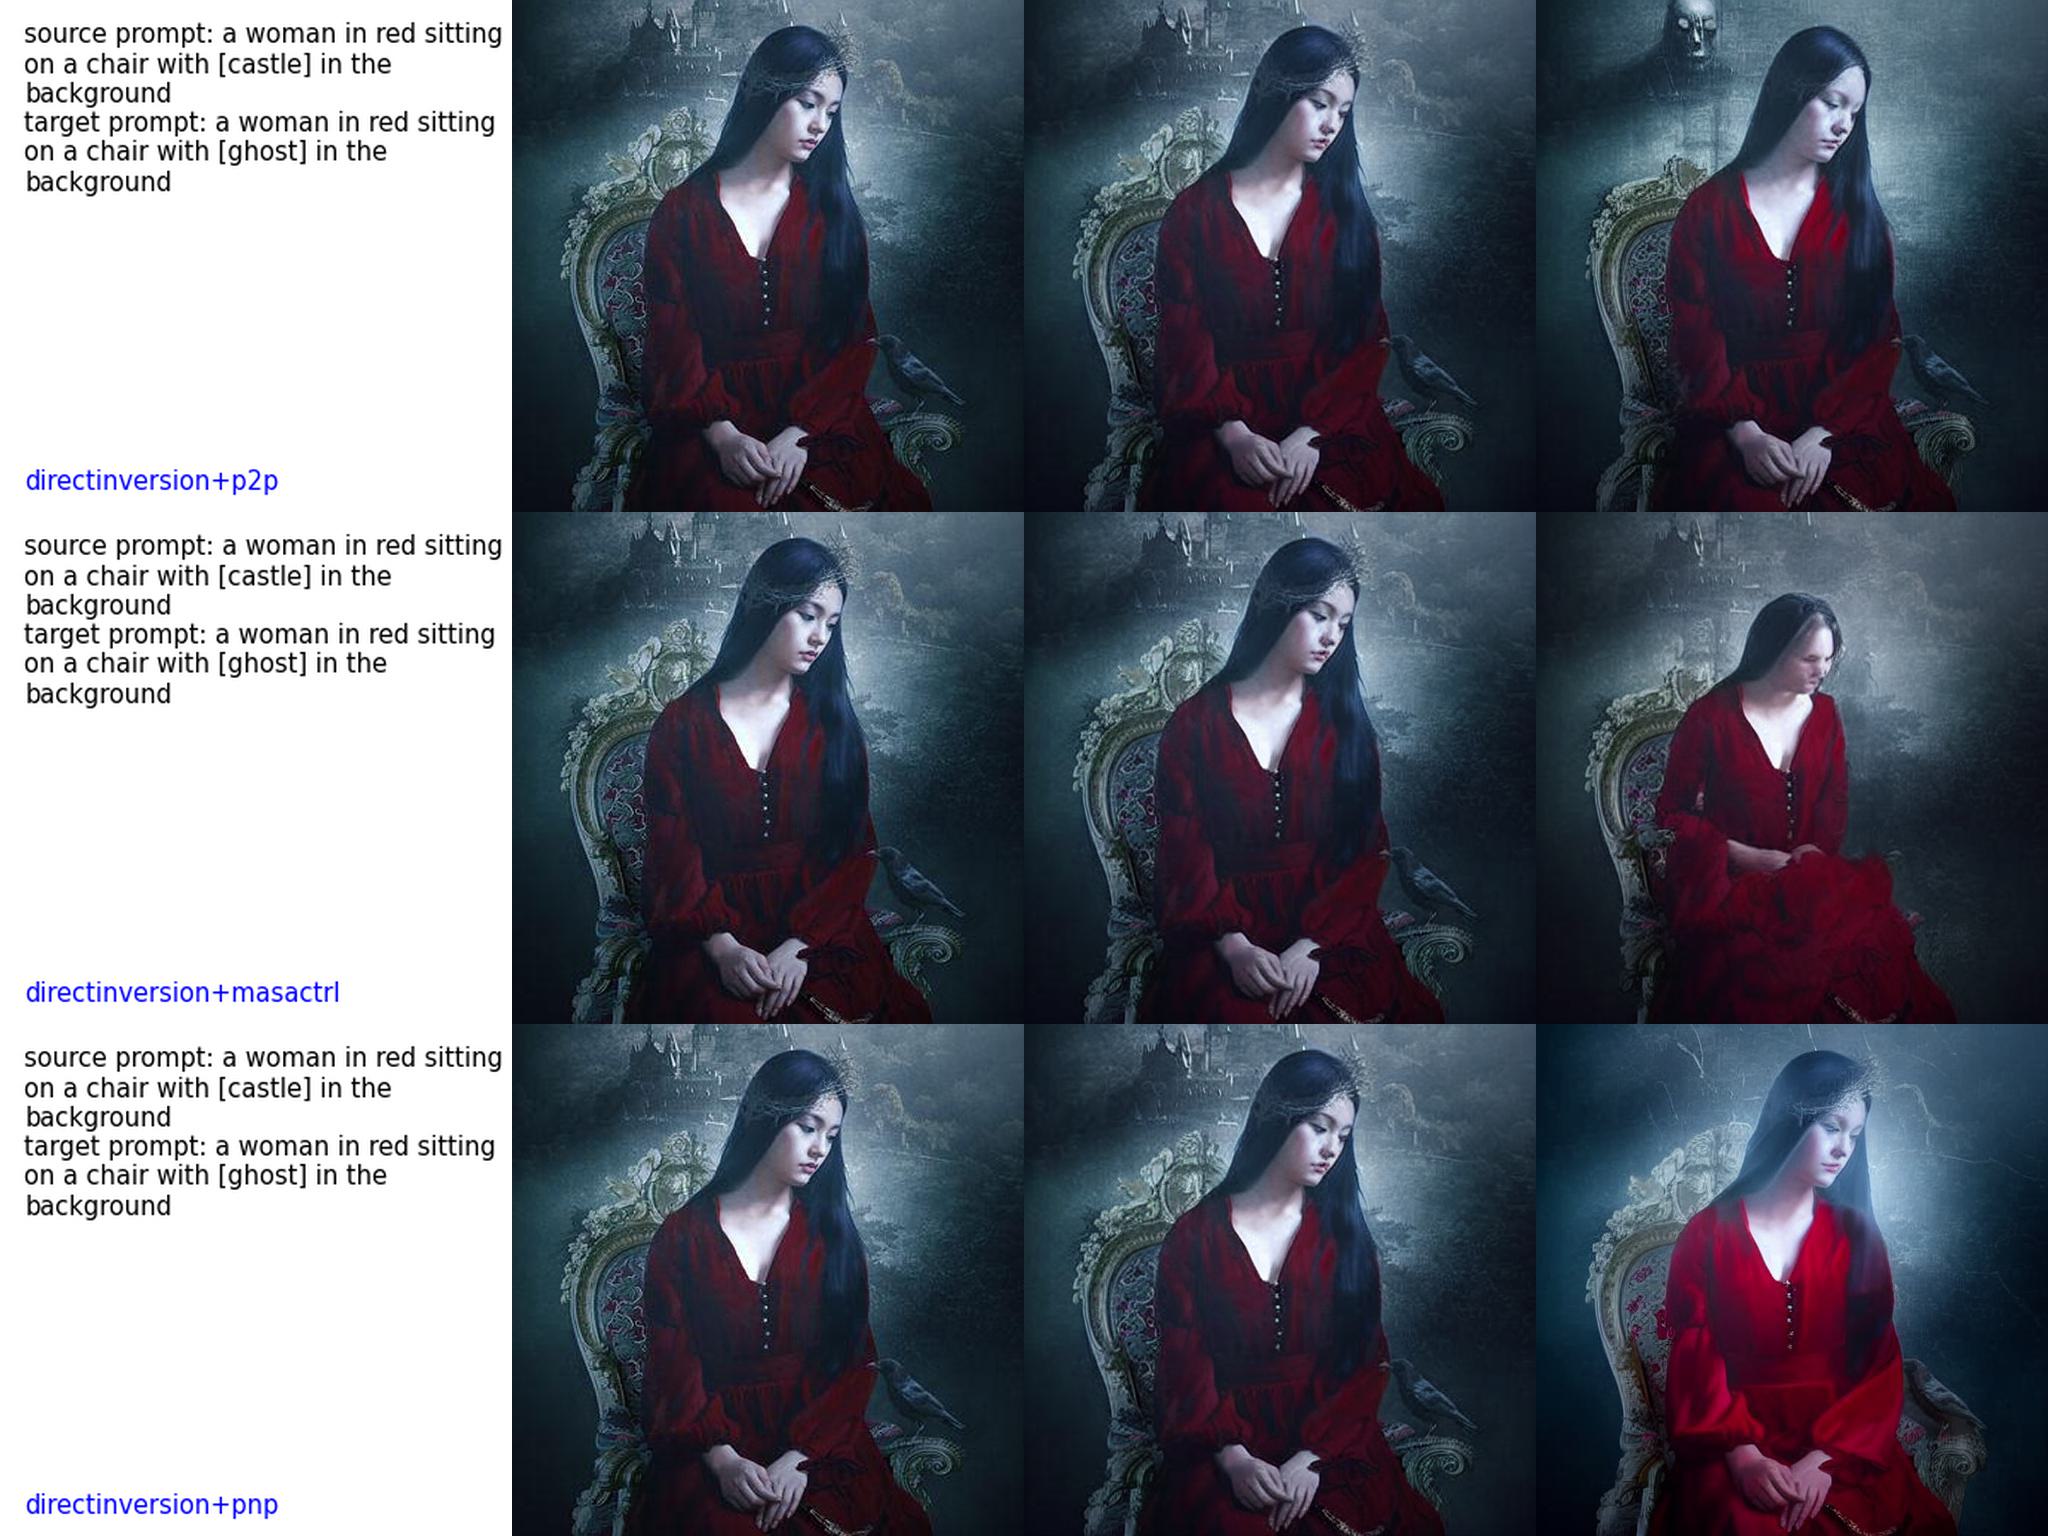 source prompt: a woman in red sitting
on a chair with [castle] in the
background
target prompt: a woman in red sitting
on a chair with [ghost] in the
background
directinversion+p2p
source prompt: a woman in red sitting
on a chair with [castle] in the
background
target prompt: a woman in red sitting
on a chair with [ghost] in the
background
directinversion+masactrl
source prompt: a woman in red sitting
on a chair with [castle] in the
background
target prompt: a woman in red sitting
on a chair with [ghost] in the
background
directinversion+pnp